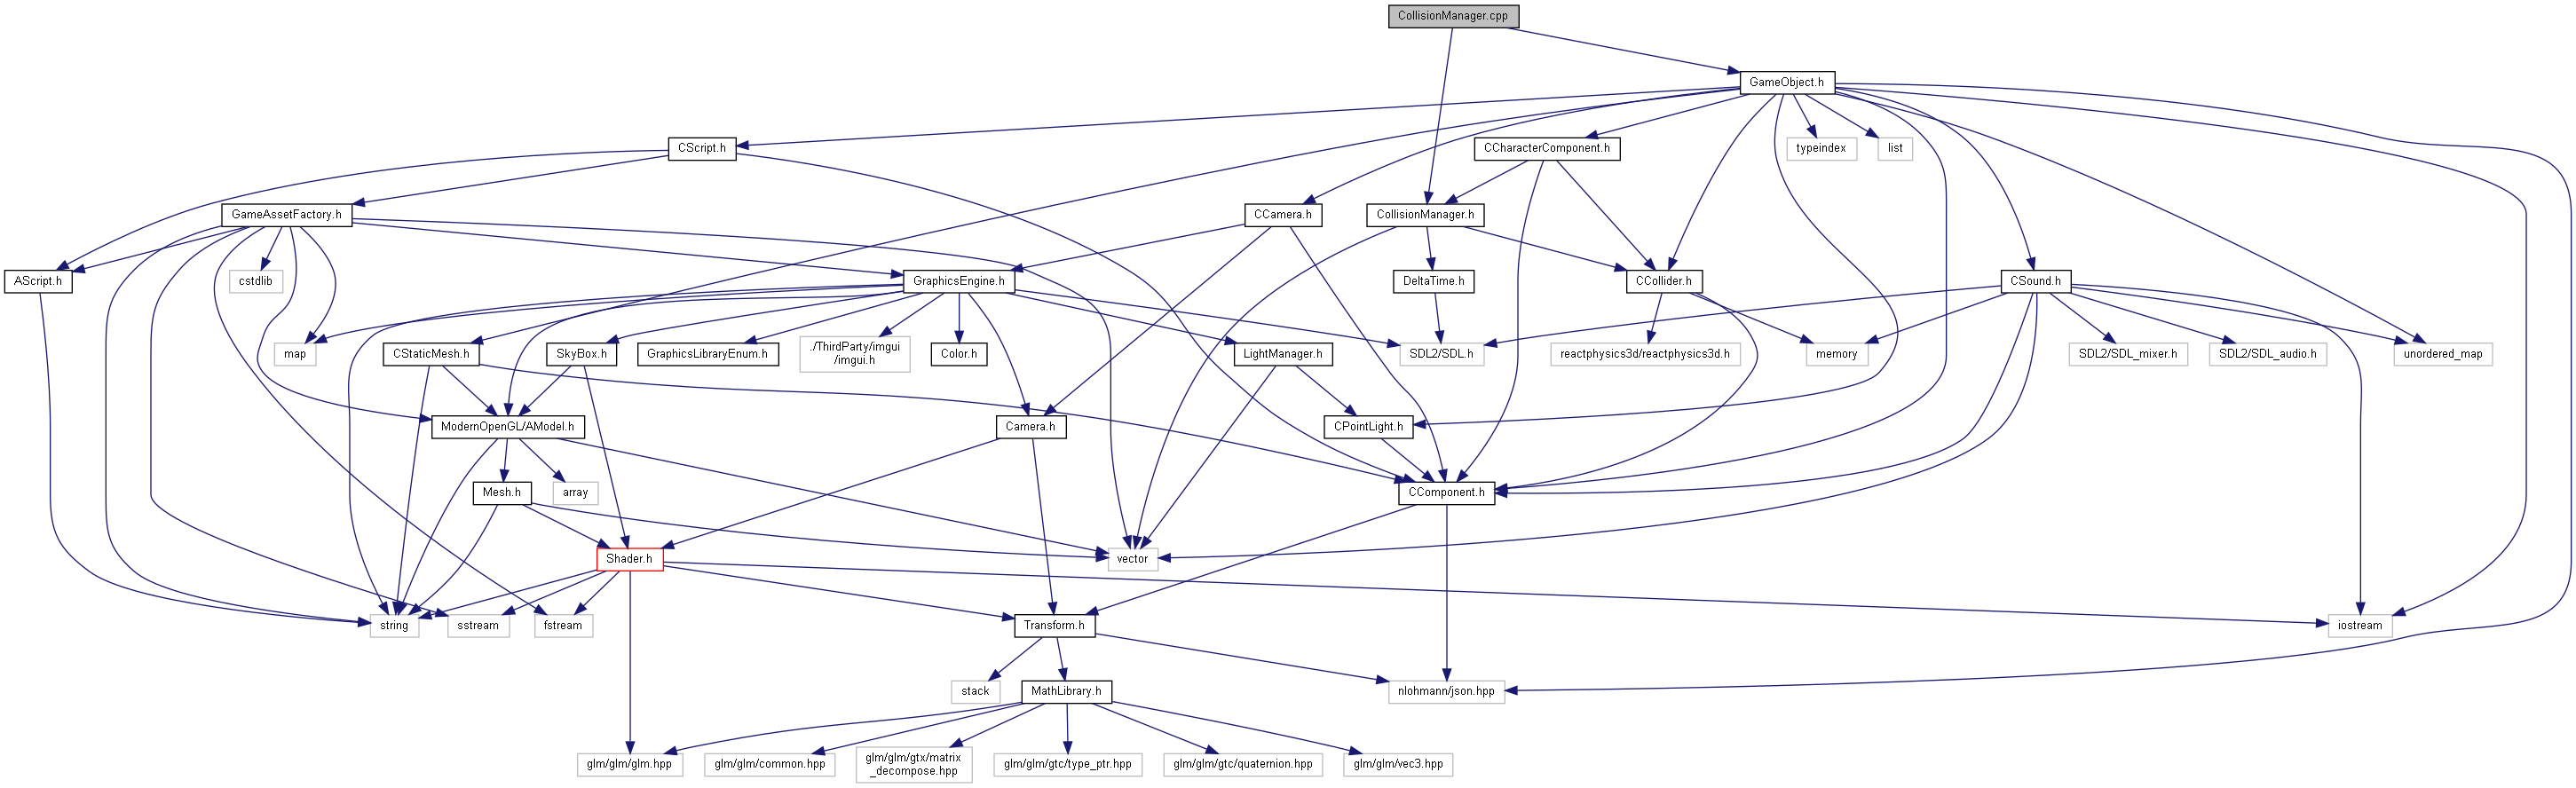 CollisionManager.cpp
GameObject.h
CScript.h
CCharacterComponent.h
typeindex
list
GameAssetFactory.h
CCamera.h
CollisionManager.h
AScript.h
cstdlib
GraphicsEngine.h
DeltaTime.h
CCollider.h
CSound.h
map
CStaticMesh.h
SkyBox.h
GraphicsLibraryEnum.h
./ThirdParty/imgui
/imgui.h
Color.h
LightManager.h
SDL2/SDL.h
reactphysics3d/reactphysics3d.h
memory
SDL2/SDL_mixer.h
SDL2/SDL_audio.h
unordered_map
ModernOpenGL/AModel.h
Camera.h
CPointLight.h
Mesh.h
array
CComponent.h
Shader.h
vector
string
sstream
fstream
Transform.h
iostream
stack
MathLibrary.h
nlohmann/json.hpp
glm/glm/glm.hpp
glm/glm/common.hpp
glm/glm/gtx/matrix
_decompose.hpp
glm/glm/gtc/type_ptr.hpp
glm/glm/gtc/quaternion.hpp
glm/glm/vec3.hpp